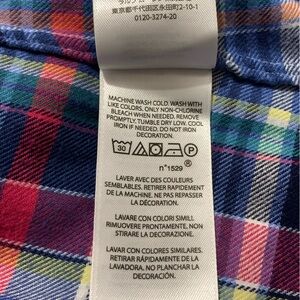 東京都千代田区永田町2-10-1
0120-3274-20
MACHINE WASH COLD. WASH WITH
LIKE COLORS. ONLY NON-CHLORINE
BLEACH WHEN NEEDED. REMOVE
PROMPTLY. TUMBLE DRY LOW. COOL
IRON IF NEEDED. DO NOT IRON
DECORATION.
30 P
n°1529 ®
LAVER AVEC DES COULEURS
SEMBLABLES. RETIRER RAPIDEMENT
DE LA MACHINE. NE PAS REPASSER
LA DÉCORATION.
LAVARE CON COLORI SIMILI.
RIMUOVERE PRONTAMENTE. NON
STIRARE LA DECORAZIONE.
LAVAR CON COLORES SIMILARES.
RETIRAR RÁPIDAMENTE DE LA
LAVADORA. NO PLANCHAR LA
DECORACIÓN.